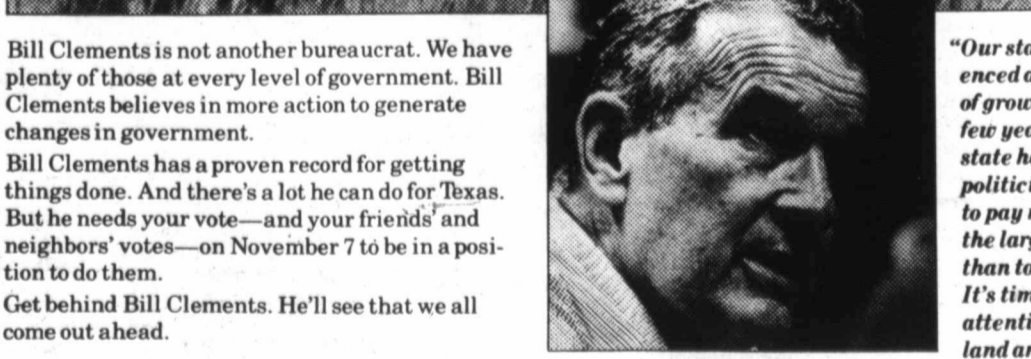 Bill Clements is not another bureaucrat. We have
plenty of those at every level of government. Bill
Clements believes in more action to generate
changes in government.
Bill Clements has a proven record for getting
things done. And there's a lot he can do for Texas.
But he needs your vote—and your friends' and
neighbors' votes—on November 7 to be in a posi-
tion to do them.
Get behind Bill Clements. He'll see that we all
come out ahead.
"Our sta
enced a
of grow
few yea
state h
politic
to pay
the larg
than to
It's tim
attenti
land an